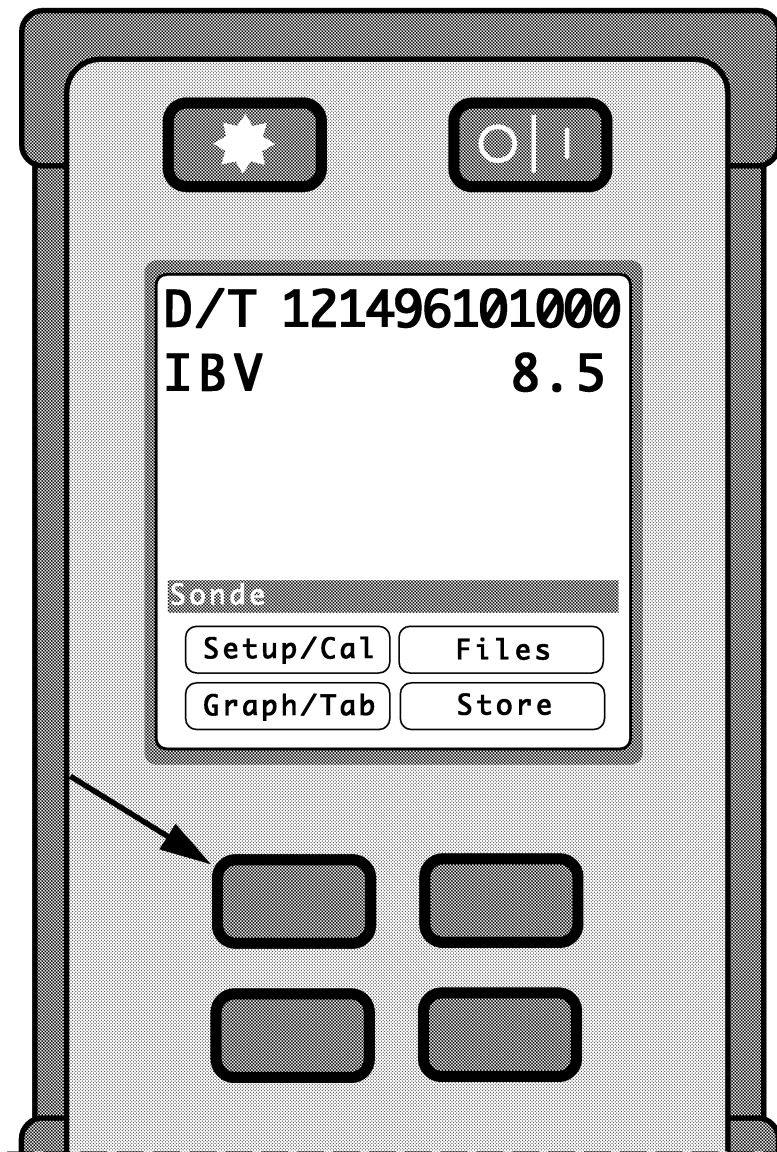 D/T 121496101000
IBV 8.5
Sonde
Setup/Cal Files
Graph/Tab Store